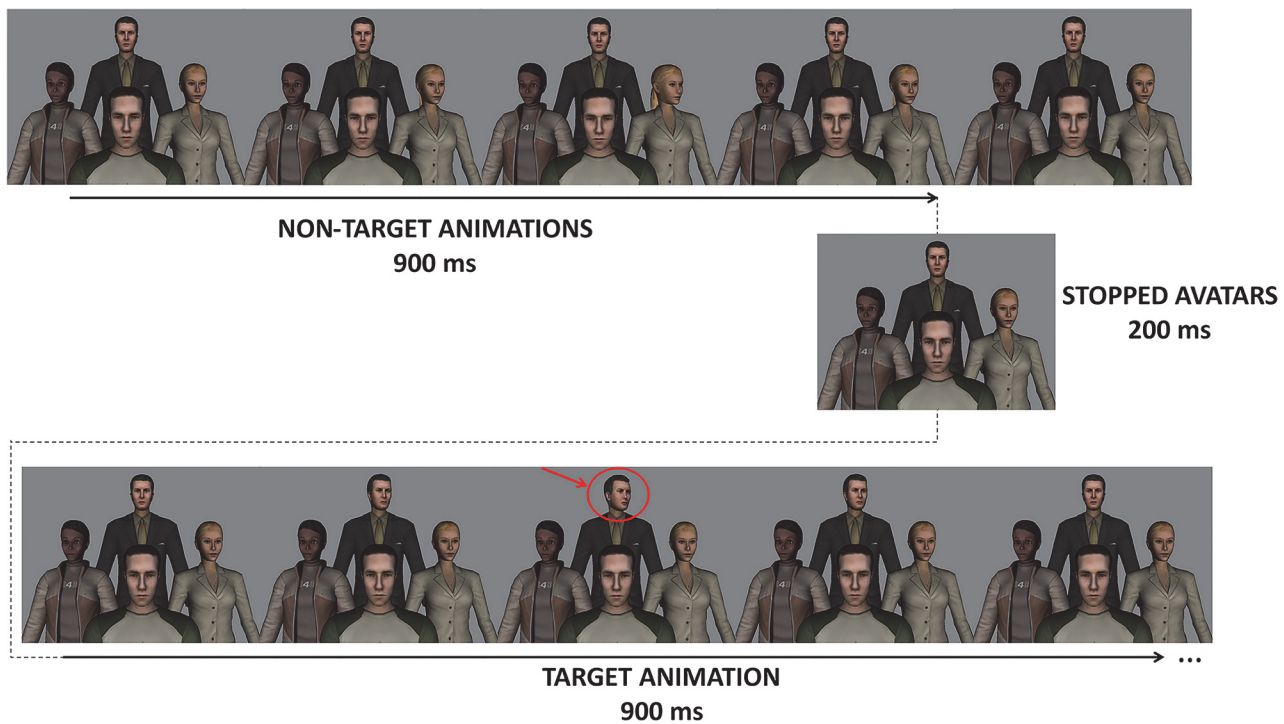 NON-TARGET ANIMATIONS
900 ms
STOPPED AVATARS
200 ms
TARGET ANIMATION
900 ms
...